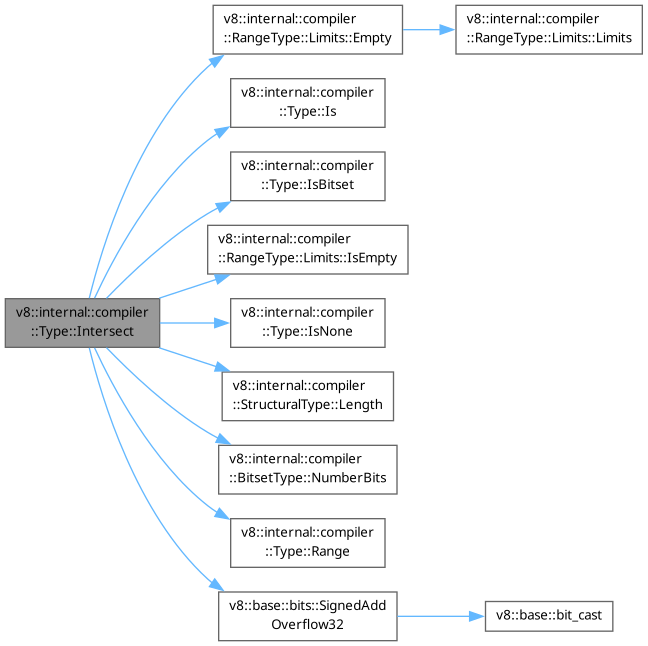 v8::internal::compiler
::RangeType::Limits::Empty
v8::internal::compiler
::RangeType::Limits::Limits
v8::internal::compiler
::Type::Is
v8::internal::compiler
::Type::IsBitset
v8::internal::compiler
::RangeType::Limits::IsEmpty
v8::internal::compiler
::Type::Intersect
v8::internal::compiler
::Type::IsNone
v8::internal::compiler
::StructuralType::Length
v8::internal::compiler
::BitsetType::NumberBits
v8::internal::compiler
::Type::Range
v8::base::bits::SignedAdd
Overflow32
v8::base::bit_cast